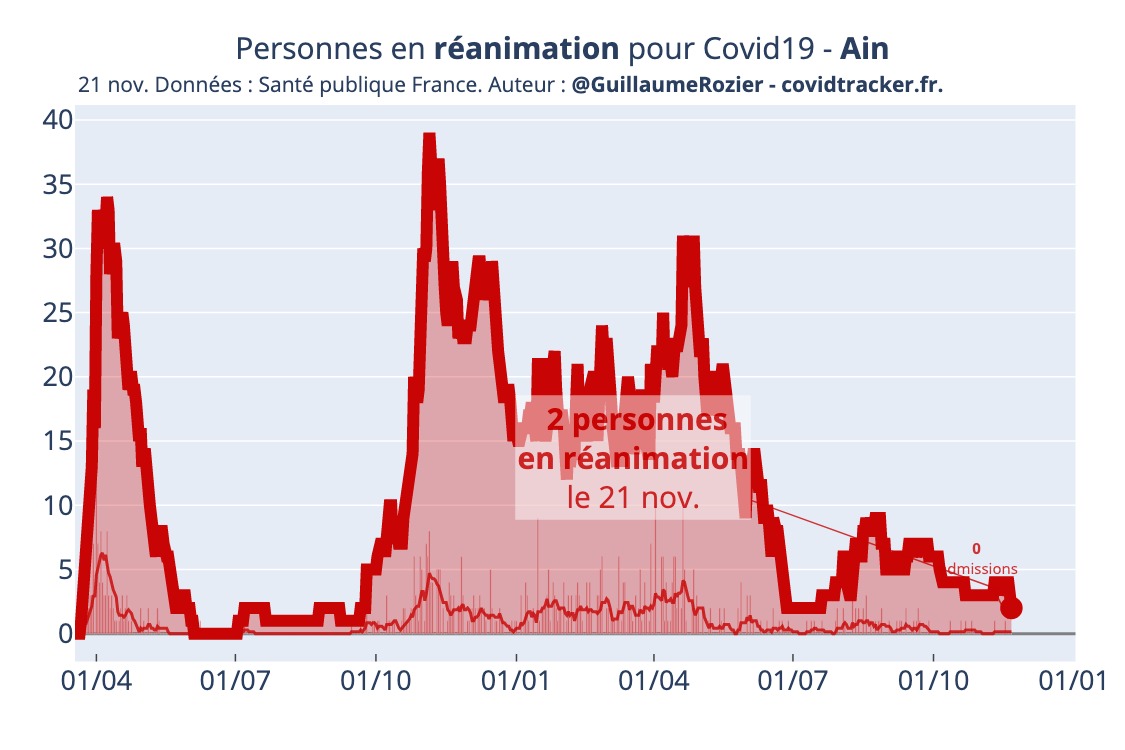 Personnes en réanimation pour Covid19 - Ain
21 nov. Données : Santé publique France. Auteur : @GuillaumeRozier - covidtracker.fr.
40
35
30
25
20
15
10
5
0
2 personnes
en réanimation
le 21 nov.
0
admissions
01/04 01/07 01/10 01/01 01/04 01/07 01/10 01/01